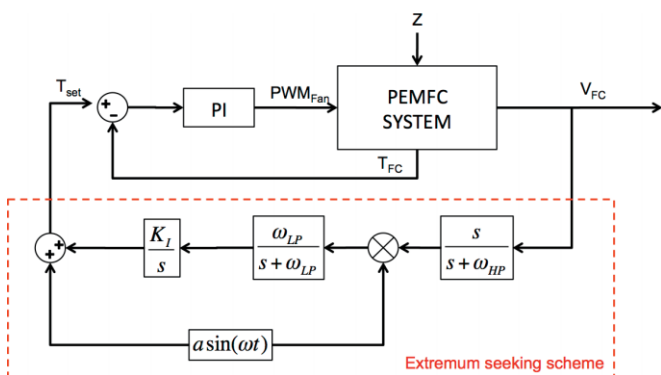 Z
T_set
+
-
PI
PWM_Fan
PEMFC
SYSTEM
V_FC
T_FC
+
+
K_I
s
ω_LP
s + ω_LP
s
s + ω_HP
a sin(ωt)
Extremum seeking scheme